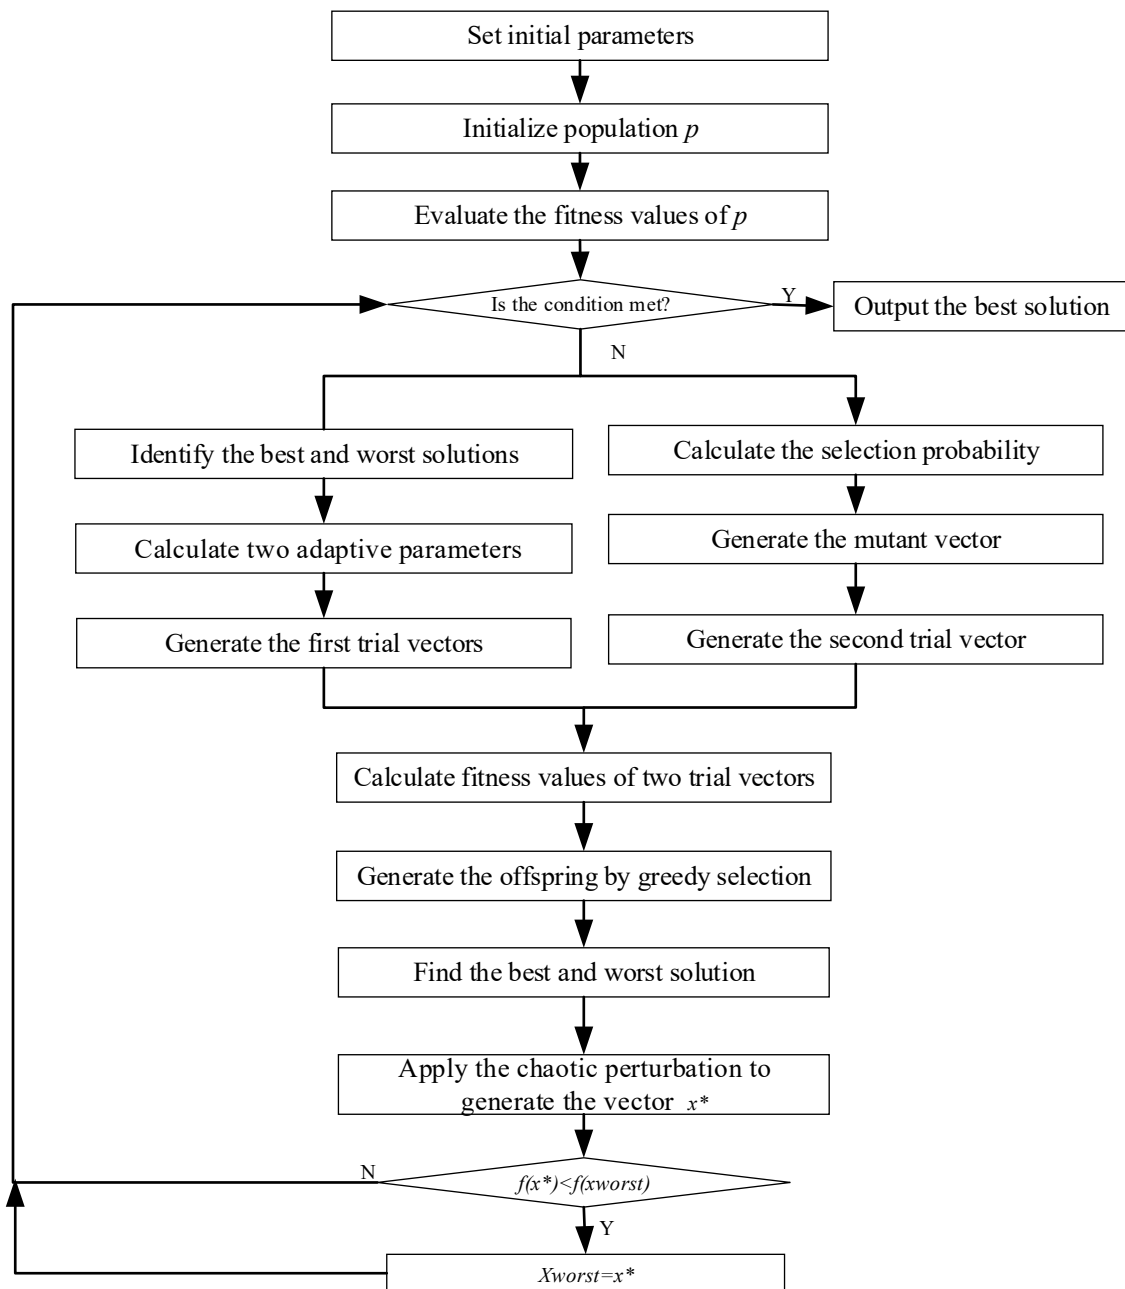 Set initial parameters
Initialize population p
Evaluate the fitness values of p
Is the condition met?
Y
Output the best solution
N
Identify the best and worst solutions
Calculate the selection probability
Calculate two adaptive parameters
Generate the mutant vector
Generate the first trial vectors
Generate the second trial vector
Calculate fitness values of two trial vectors
Generate the offspring by greedy selection
Find the best and worst solution
Apply the chaotic perturbation to
generate the vector x*
N
f(x*)<f(xworst)
Y
Xworst=x*